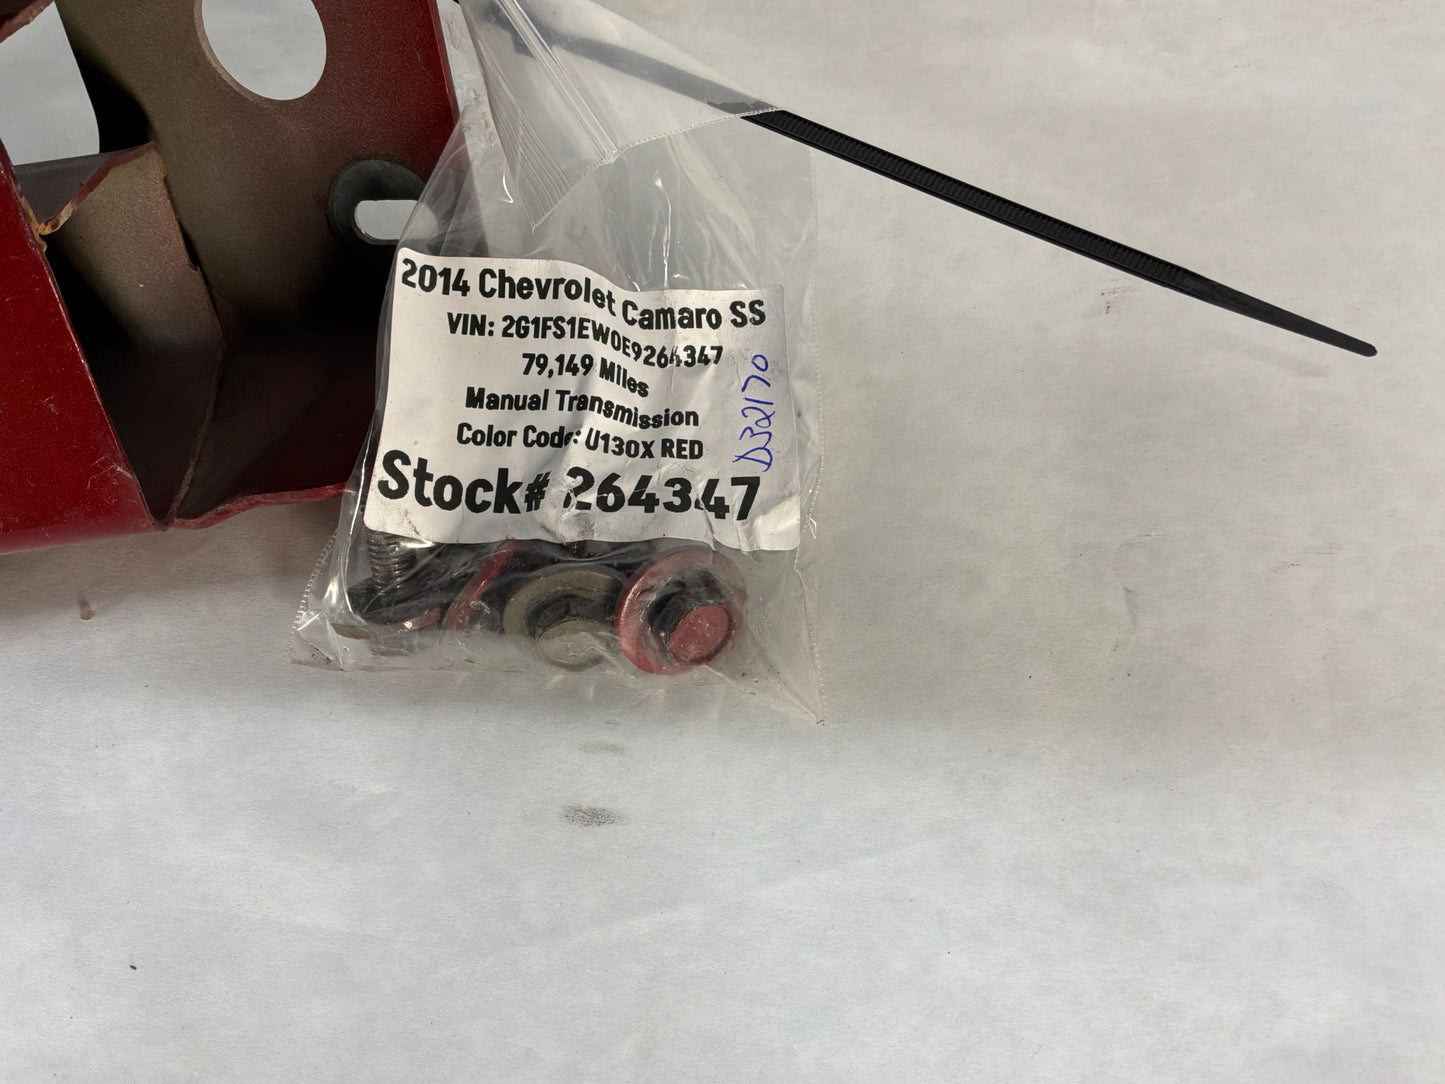 2014 Chevrolet Camaro SS
VIN: 2G1FS1EW0E9264347
79,149 Miles
Manual Transmission
Color Code: U130X RED
Stock# 264347
D32170